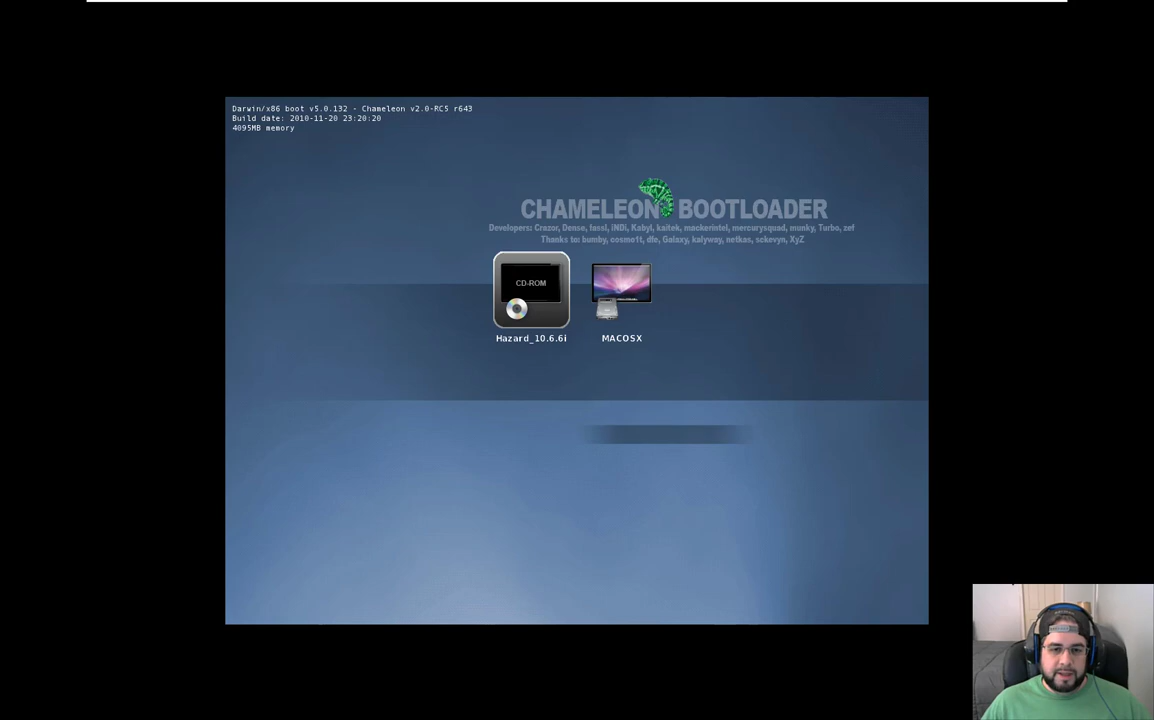 Darwin/x86 boot v5.0.132 - Chameleon v2.0-RC5 r643
Build date: 2010-11-20 23:20:20
4095MB memory
CHAMELEON BOOTLOADER
Developers: Crazor, Dense, fassl, iNDi, Kabyl, kaitek, mackerintel, mercurysquad, munky, Turbo, zef
Thanks to: bumby, cosmo1t, dfe, Galaxy, kalyway, netkas, sckevyn, XyZ
CD-ROM
Hazard_10.6.6i
MACOSX